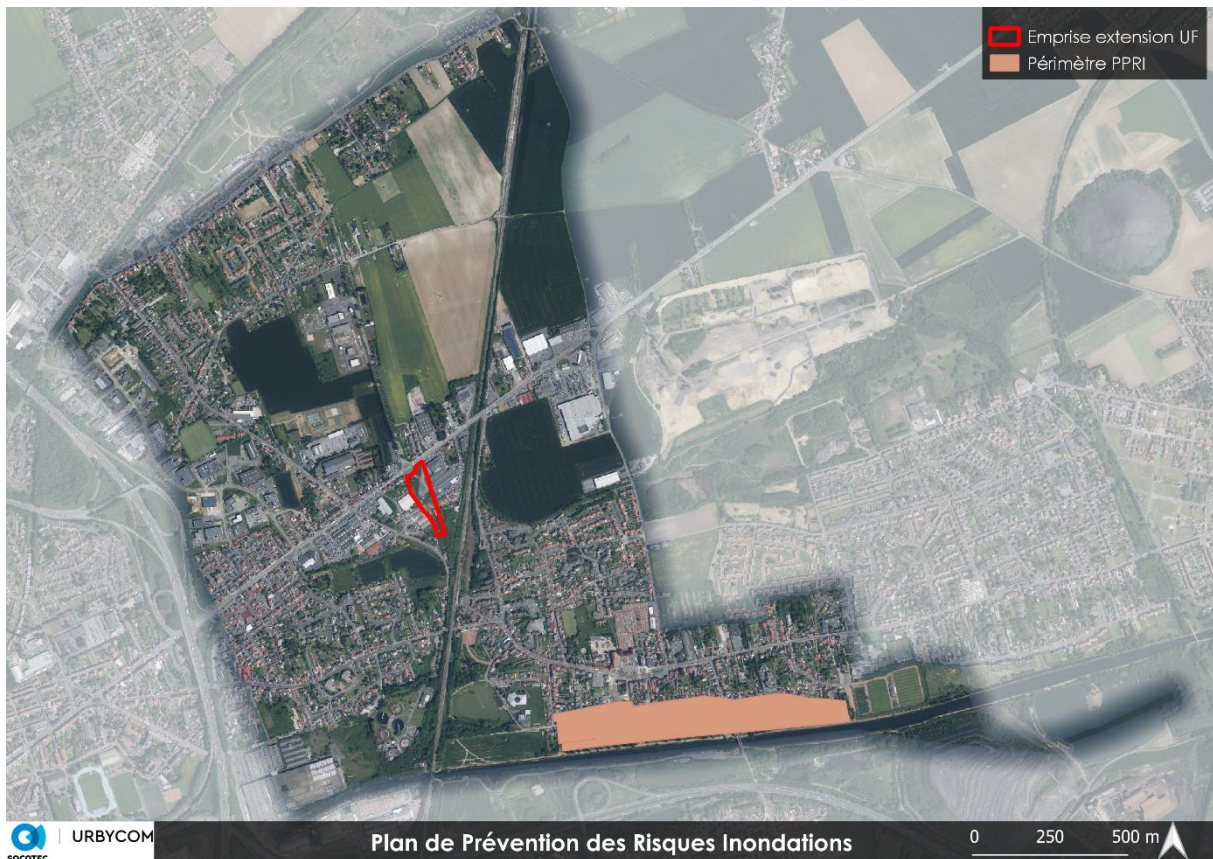 Emprise extension UF
Périmètre PPRI
SOCOTEC
URBYCOM
Plan de Prévention des Risques Inondations
0 250 500 m